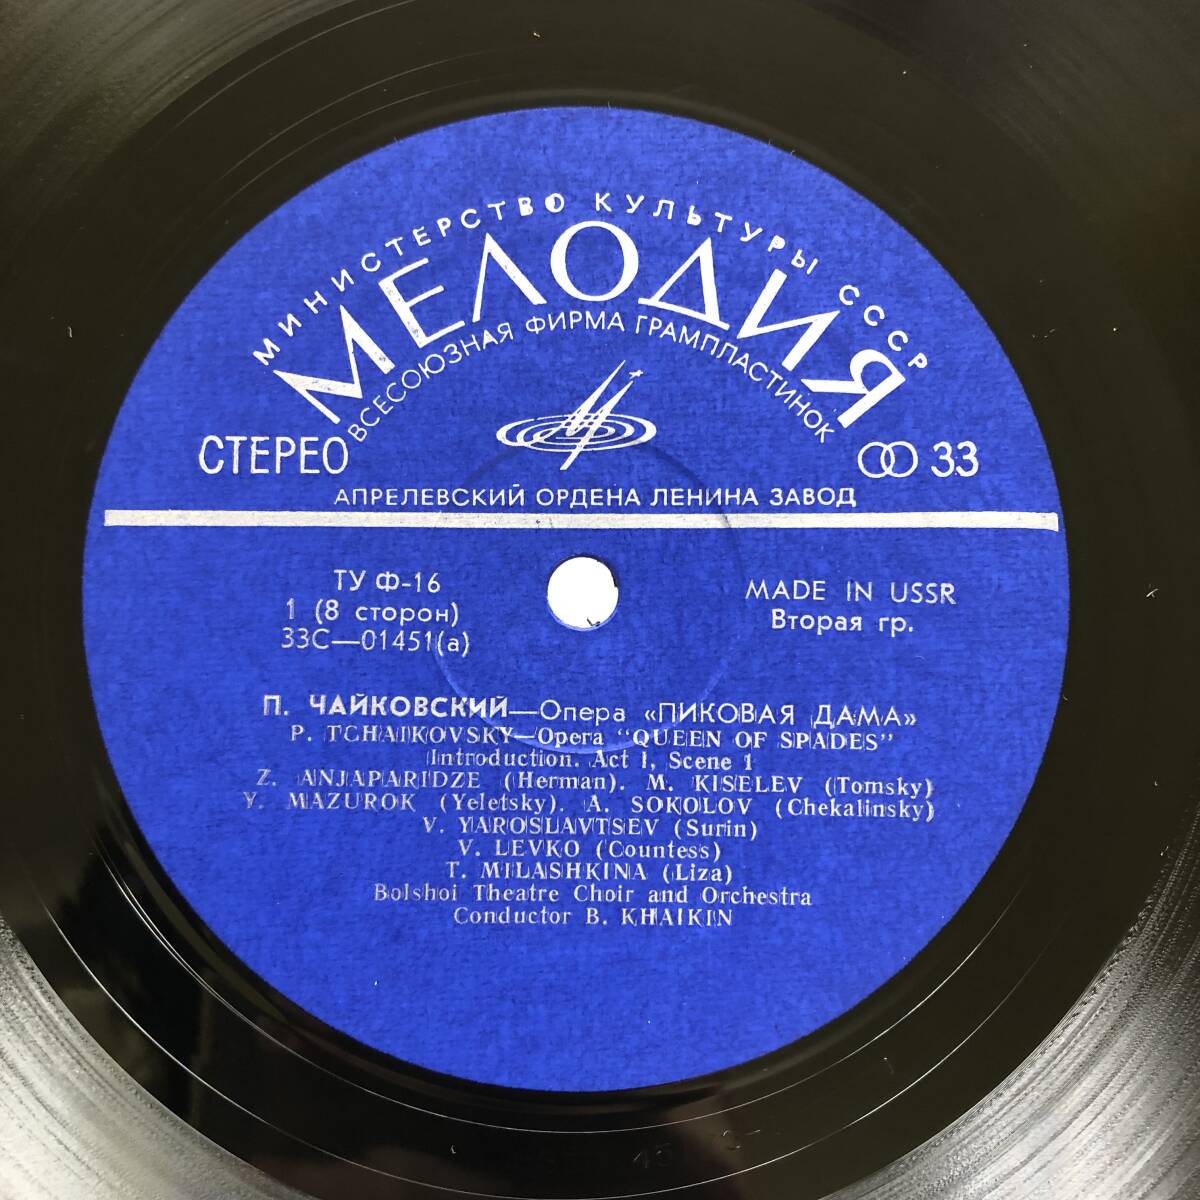 МИНИСТЕРСТВО КУЛЬТУРЫ СССР
МЕЛОДИЯ
ВСЕСОЮЗНАЯ ФИРМА ГРАМПЛАСТИНОК
СТЕРЕО
33
АПРЕЛЕВСКИЙ ОРДЕНА ЛЕНИНА ЗАВОД
ТУ Ф-16
1 (8 сторон)
33С—01451(а)
MADE IN USSR
Вторая гр.
П. ЧАЙКОВСКИЙ—Опера «ПИКОВАЯ ДАМА»
P. TCHAIKOVSKY—Opera "QUEEN OF SPADES"
Introduction. Act I, Scene 1
Z. ANJAPARIDZE (Herman). M. KISELEV (Tomsky)
Y. MAZUROK (Yeletsky). A. SOKOLOV (Chekalinsky)
V. YAROSLAVTSEV (Surin)
V. LEVKO (Countess)
T. MILASHKINA (Liza)
Bolshoi Theatre Choir and Orchestra
Conductor B. KHAIKIN